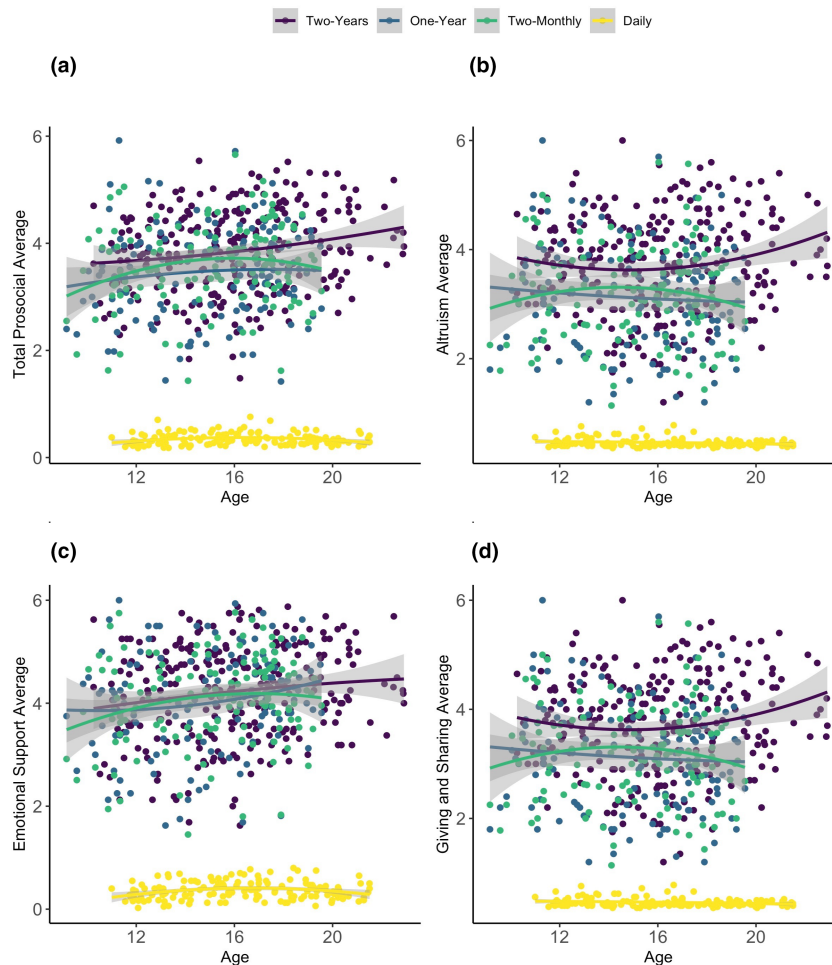 Two-Years One-Year Two-Monthly Daily
(a)
Total Prosocial Average
6
4
2
0
12 16 20
Age
(b)
Altruism Average
6
4
2
12 16 20
Age
(c)
Emotional Support Average
6
4
2
0
12 16 20
Age
(d)
Giving and Sharing Average
6
4
2
12 16 20
Age